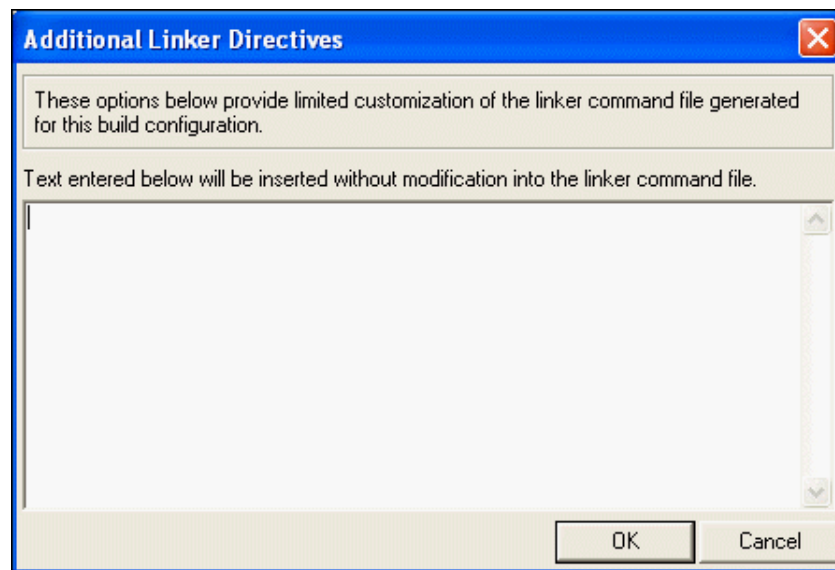 Additional Linker Directives
These options below provide limited customization of the linker command file generated
for this build configuration.
Text entered below will be inserted without modification into the linker command file.
OK
Cancel